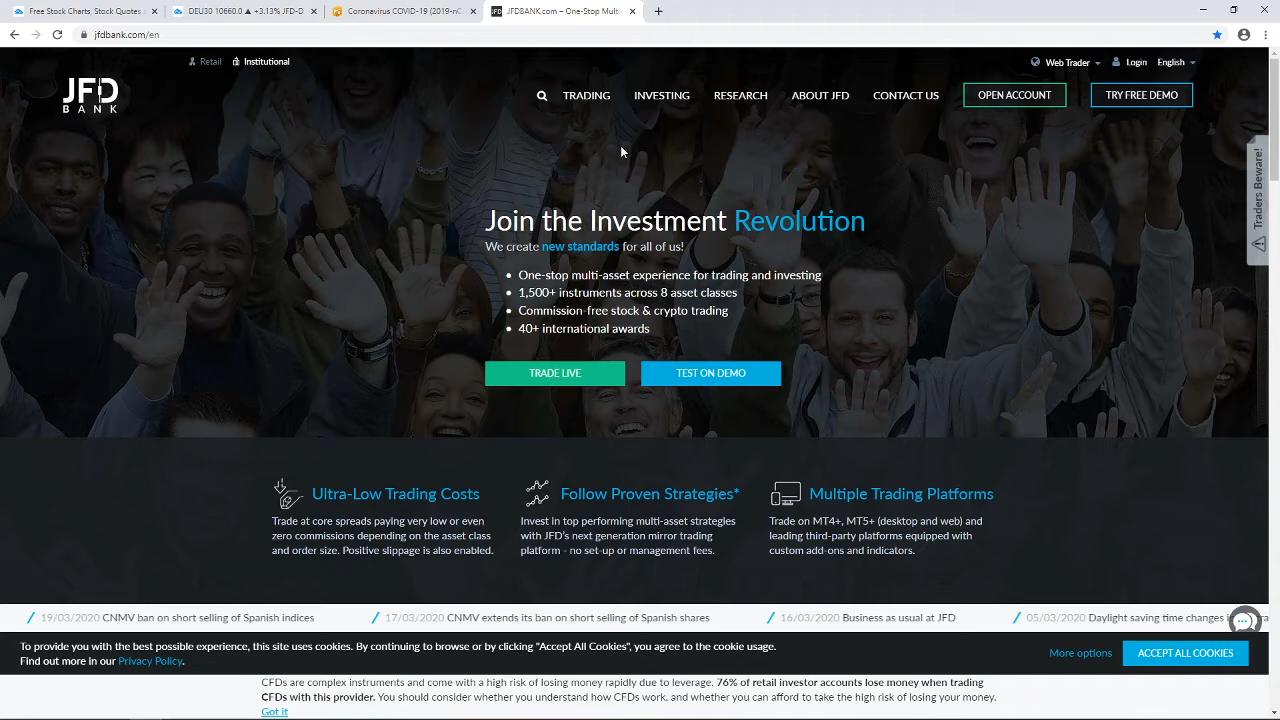 Free Stock Charts, Stock Quotes
DEU30 10660.0 ▲ +3.13% JFD-D
Coronavirus COVID-19 (2019-nC
JFDBANK.com – One-Stop Multi-
jfdbank.com/en
Retail
Institutional
Web Trader
Login
English
JFD
BANK
TRADING
INVESTING
RESEARCH
ABOUT JFD
CONTACT US
OPEN ACCOUNT
TRY FREE DEMO
Traders Beware!
Join the Investment Revolution
We create new standards for all of us!
• One-stop multi-asset experience for trading and investing
• 1,500+ instruments across 8 asset classes
• Commission-free stock & crypto trading
• 40+ international awards
TRADE LIVE
TEST ON DEMO
Ultra-Low Trading Costs
Trade at core spreads paying very low or even
zero commissions depending on the asset class
and order size. Positive slippage is also enabled.
Follow Proven Strategies*
Invest in top performing multi-asset strategies
with JFD's next generation mirror trading
platform - no set-up or management fees.
Multiple Trading Platforms
Trade on MT4+, MT5+ (desktop and web) and
leading third-party platforms equipped with
custom add-ons and indicators.
19/03/2020 CNMV ban on short selling of Spanish indices
17/03/2020 CNMV extends its ban on short selling of Spanish shares
16/03/2020 Business as usual at JFD
05/03/2020 Daylight saving time changes
To provide you with the best possible experience, this site uses cookies. By continuing to browse or by clicking "Accept All Cookies", you agree to the cookie usage.
Find out more in our Privacy Policy.
More options
ACCEPT ALL COOKIES
CFDs are complex instruments and come with a high risk of losing money rapidly due to leverage. 76% of retail investor accounts lose money when trading
CFDs with this provider. You should consider whether you understand how CFDs work, and whether you can afford to take the high risk of losing your money.
Got it